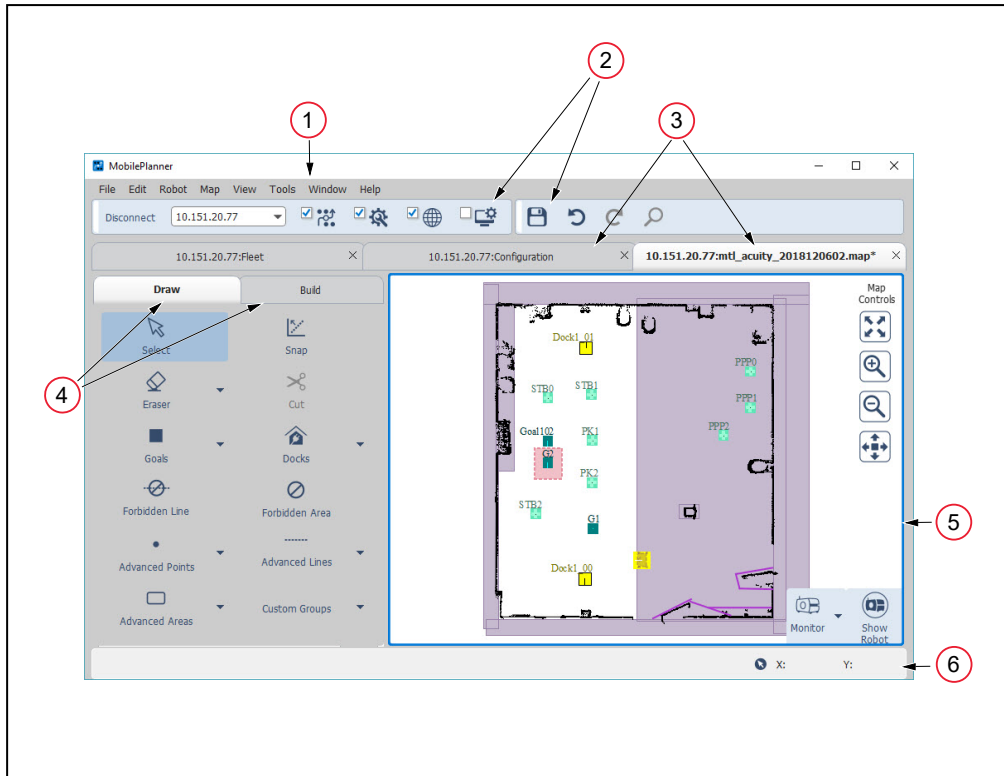 2
1
3
MobilePlanner
File Edit Robot Map View Tools Window Help
Disconnect 10.151.20.77
10.151.20.77:Fleet 10.151.20.77:Configuration 10.151.20.77:mtl_acuity_2018120602.map*
Draw Build
Select Snap
Eraser Cut
Goals Docks
Forbidden Line Forbidden Area
Advanced Points Advanced Lines
Advanced Areas Custom Groups
4
Map
Controls
Dock1_01
PPP0
STB0 STB1
PPP1
Goal102 PK1 PPP2
G2
PK2
STB2
G1
Dock1_00
5
Monitor Show
Robot
X: Y:
6